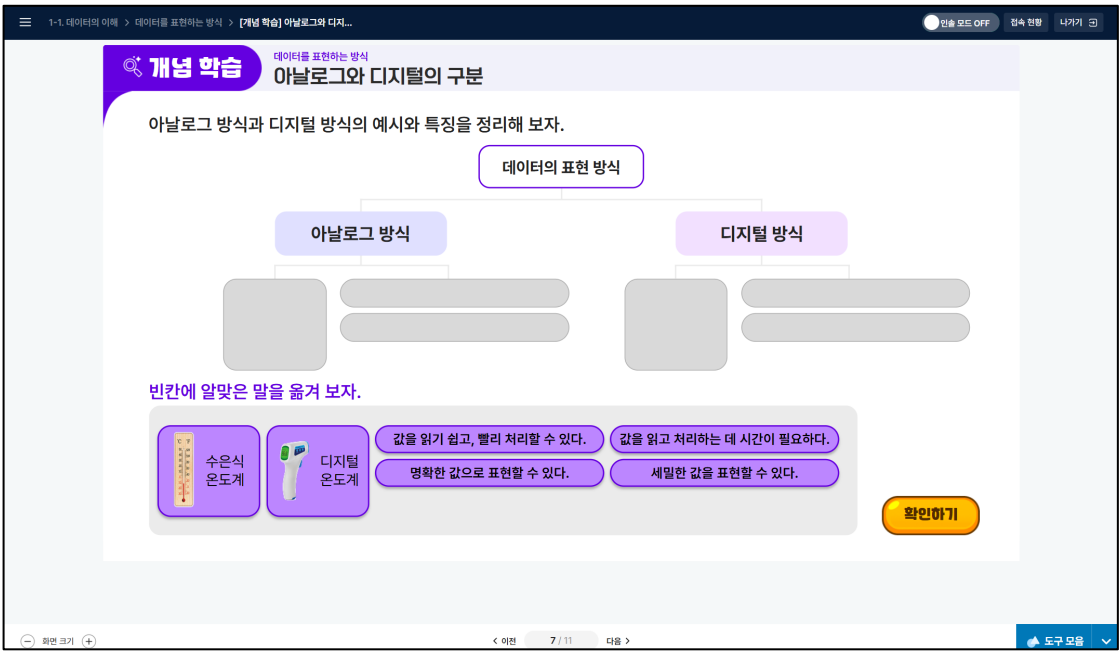 1-1. 데이터의 이해 > 데이터를 표현하는 방식 > [개념 학습] 아날로그와 디지...
민송 모드 OFF
접속 현황
나가기
개념 학습
데이터를 표현하는 방식
아날로그와 디지털의 구분
아날로그 방식과 디지털 방식의 예시와 특징을 정리해 보자.
데이터의 표현 방식
아날로그 방식
디지털 방식
빈칸에 알맞은 말을 옮겨 보자.
수은식
온도계
디지털
온도계
값을 읽기 쉽고, 빨리 처리할 수 있다.
값을 읽고 처리하는 데 시간이 필요하다.
명확한 값으로 표현할 수 있다.
세밀한 값을 표현할 수 있다.
확인하기
화면 크기
< 이전
7 / 11
다음 >
도구 모음